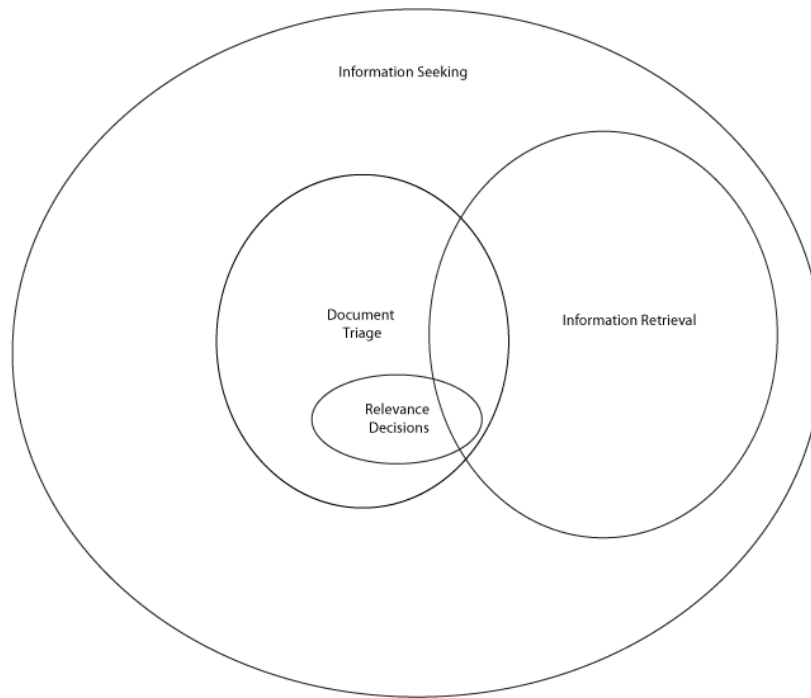 Information Seeking
Document
Triage
Information Retrieval
Relevance
Decisions